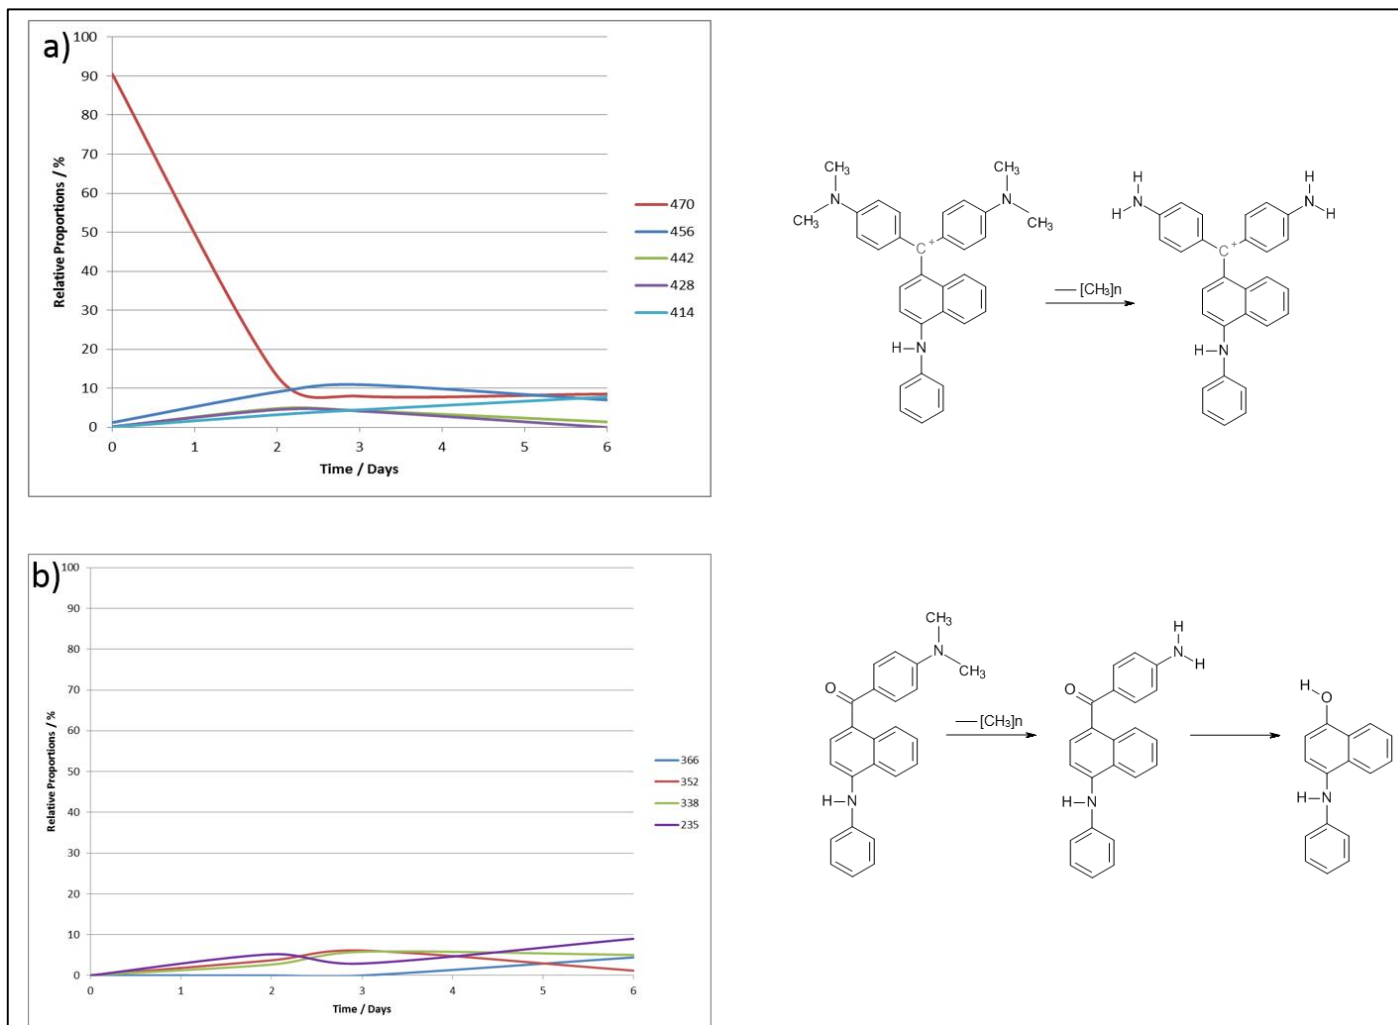 a)
100
90
80
70
60
50
40
30
20
10
0
Relative Proportions / %
0 1 2 3 4 5 6
Time / Days
470
456
442
428
414
CH3 CH3
N N
H3C CH3
C+
H–N
— [CH3]n
H H
N N
H H
C+
H–N
b)
100
90
80
70
60
50
40
30
20
10
0
Relative Proportions / %
0 1 2 3 4 5 6
Time / Days
366
352
338
235
CH3
N
CH3
O
H–N
— [CH3]n
H
N
H
O
H–N
H
O
H–N